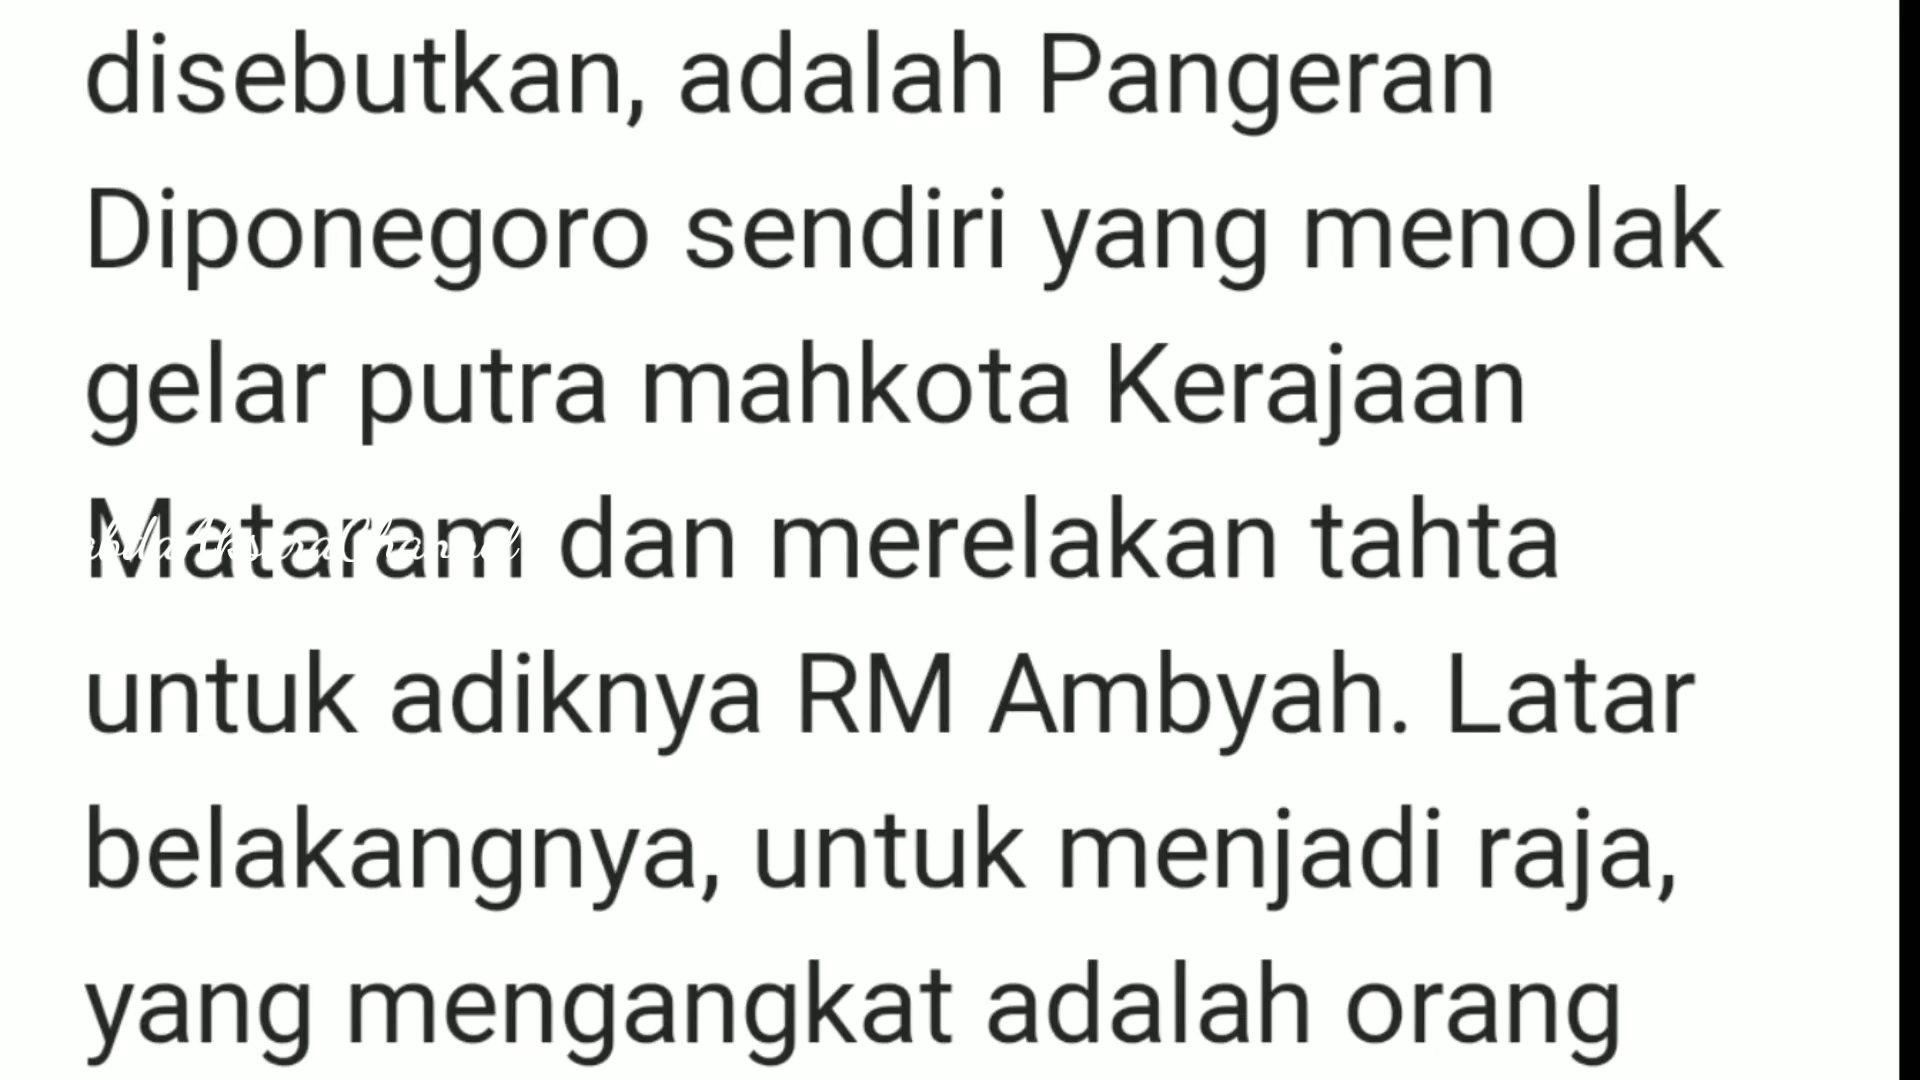 disebutkan, adalah Pangeran
Diponegoro sendiri yang menolak
gelar putra mahkota Kerajaan
Mataram dan merelakan tahta
untuk adiknya RM Ambyah. Latar
belakangnya, untuk menjadi raja,
yang mengangkat adalah orang